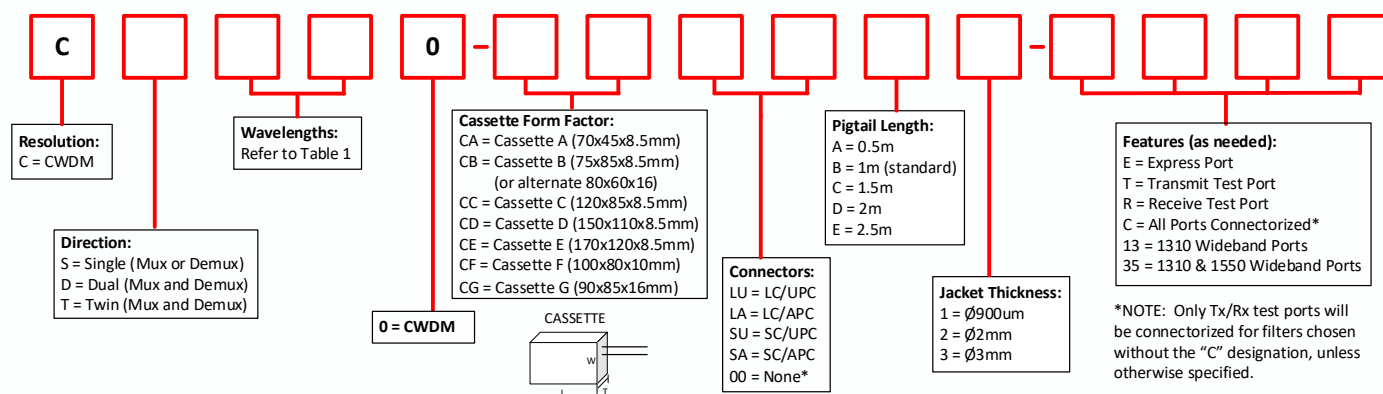 C 0 - -
Resolution:
C = CWDM
Direction:
S = Single (Mux or Demux)
D = Dual (Mux and Demux)
T = Twin (Mux and Demux)
Wavelengths:
Refer to Table 1
0 = CWDM
Cassette Form Factor:
CA = Cassette A (70x45x8.5mm)
CB = Cassette B (75x85x8.5mm)
(or alternate 80x60x16)
CC = Cassette C (120x85x8.5mm)
CD = Cassette D (150x110x8.5mm)
CE = Cassette E (170x120x8.5mm)
CF = Cassette F (100x80x10mm)
CG = Cassette G (90x85x16mm)
CASSETTE
W
T
Connectors:
LU = LC/UPC
LA = LC/APC
SU = SC/UPC
SA = SC/APC
00 = None*
Pigtail Length:
A = 0.5m
B = 1m (standard)
C = 1.5m
D = 2m
E = 2.5m
Jacket Thickness:
1 = Ø900um
2 = Ø2mm
3 = Ø3mm
Features (as needed):
E = Express Port
T = Transmit Test Port
R = Receive Test Port
C = All Ports Connectorized*
13 = 1310 Wideband Ports
35 = 1310 & 1550 Wideband Ports
*NOTE: Only Tx/Rx test ports will
be connectorized for filters chosen
without the “C” designation, unless
otherwise specified.